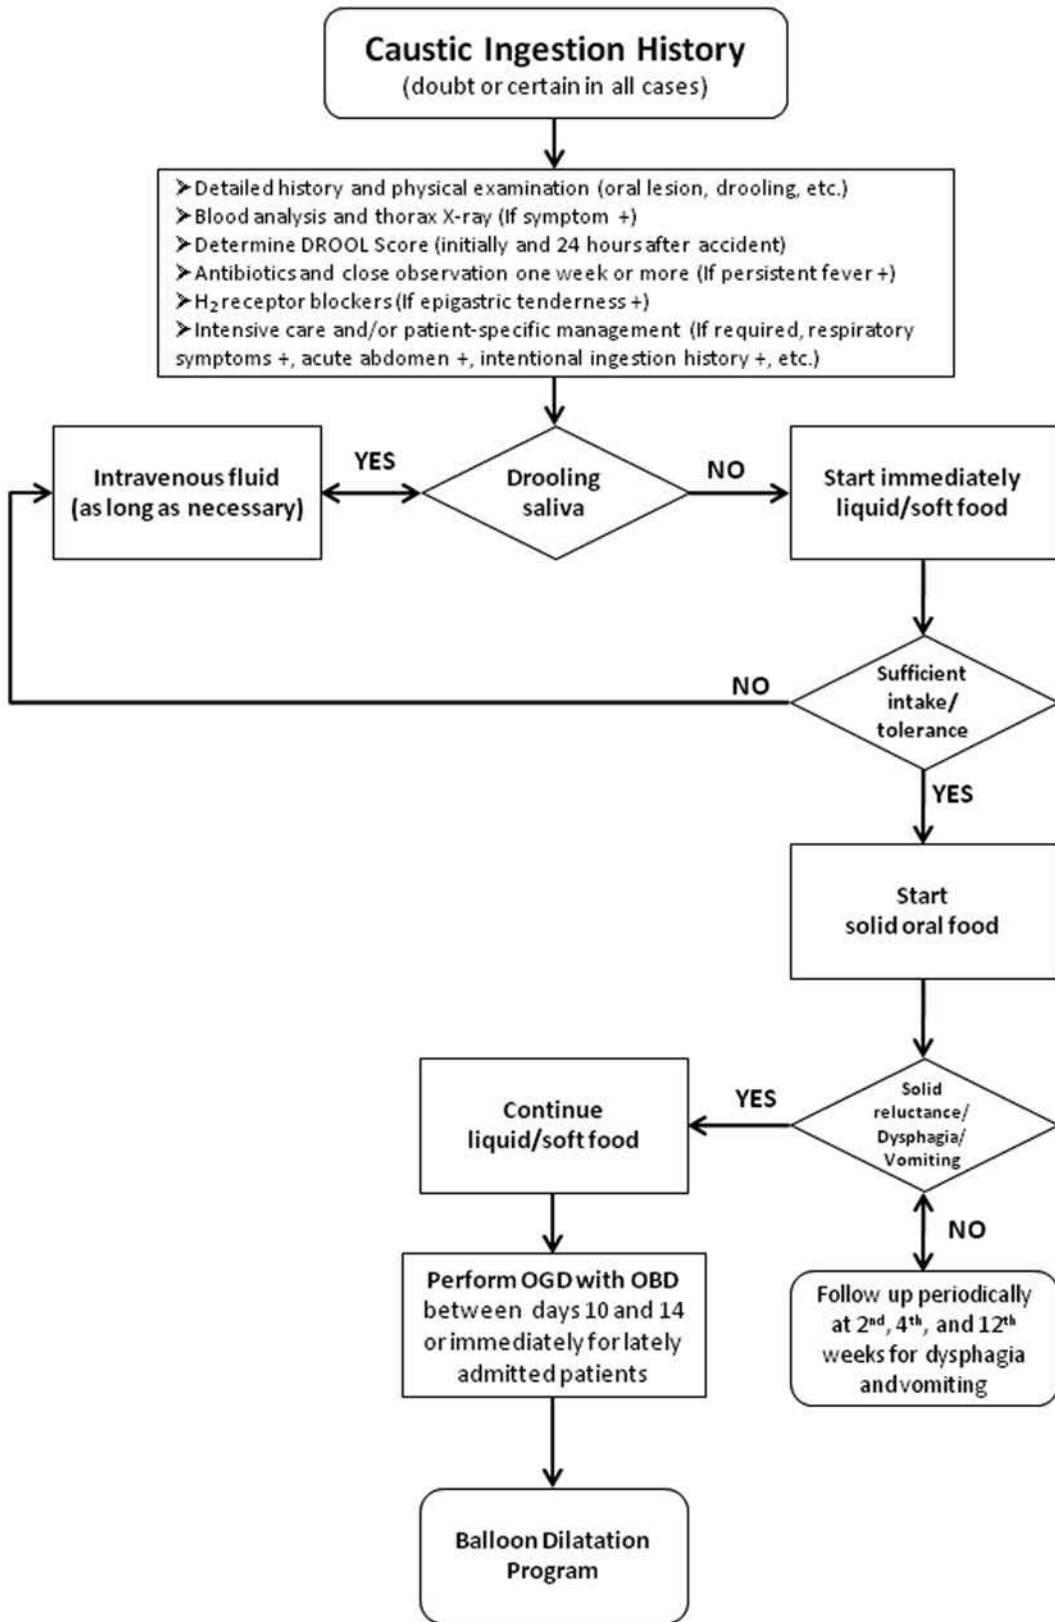 Caustic Ingestion History
(doubt or certain in all cases)
➤Detailed history and physical examination (oral lesion, drooling, etc.)
➤Blood analysis and thorax X-ray (If symptom +)
➤Determine DROOL Score (initially and 24 hours after accident)
➤Antibiotics and close observation one week or more (If persistent fever +)
➤H₂ receptor blockers (If epigastric tenderness +)
➤Intensive care and/or patient-specific management (If required, respiratory
symptoms +, acute abdomen +, intentional ingestion history +, etc.)
Intravenous fluid
(as long as necessary)
YES
Drooling
saliva
NO
Start immediately
liquid/soft food
NO
Sufficient
intake/
tolerance
YES
Start
solid oral food
Continue
liquid/soft food
YES
Solid
reluctance/
Dysphagia/
Vomiting
NO
Perform OGD with OBD
between days 10 and 14
or immediately for lately
admitted patients
Follow up periodically
at 2ⁿᵈ, 4ᵗʰ, and 12ᵗʰ
weeks for dysphagia
and vomiting
Balloon Dilatation
Program